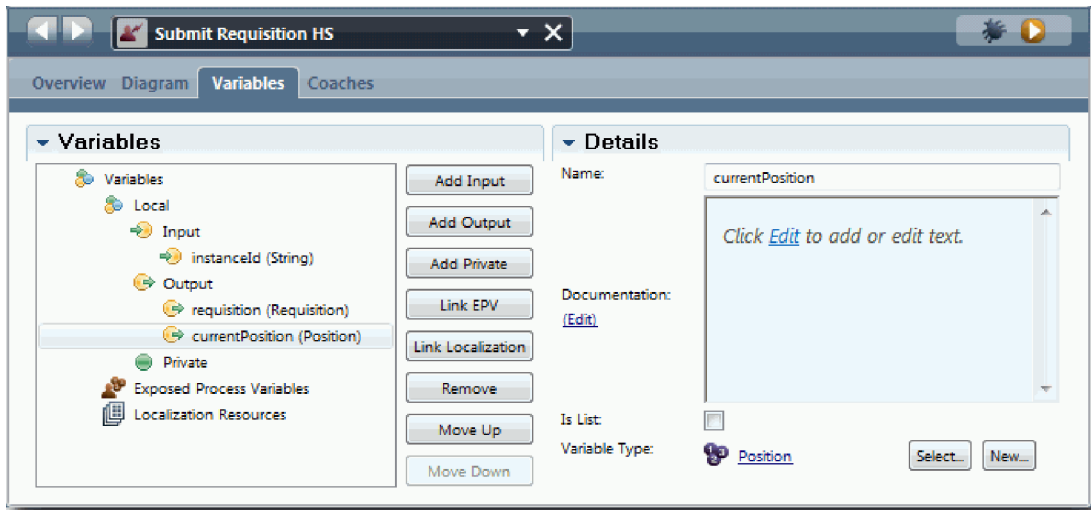 Submit Requisition HS
Overview Diagram Variables Coaches
Variables
Variables
Local
Input
instanceId (String)
Output
requisition (Requisition)
currentPosition (Position)
Private
Exposed Process Variables
Localization Resources
Add Input
Add Output
Add Private
Link EPV
Link Localization
Remove
Move Up
Move Down
Details
Name: currentPosition
Click Edit to add or edit text.
Documentation:
(Edit)
Is List:
Variable Type: Position Select... New...